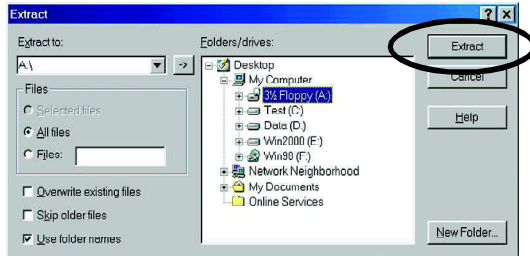 Extract
Extract to:
A:\
Files
Selected files
All files
Files:
Overwrite existing files
Skip older files
Use folder names
Folders/drives:
Desktop
My Computer
3½ Floppy (A:)
Test (C:)
Data (D:)
Win2000 (E:)
Win98 (F:)
Network Neighborhood
My Documents
Online Services
Extract
Cancel
Help
New Folder...